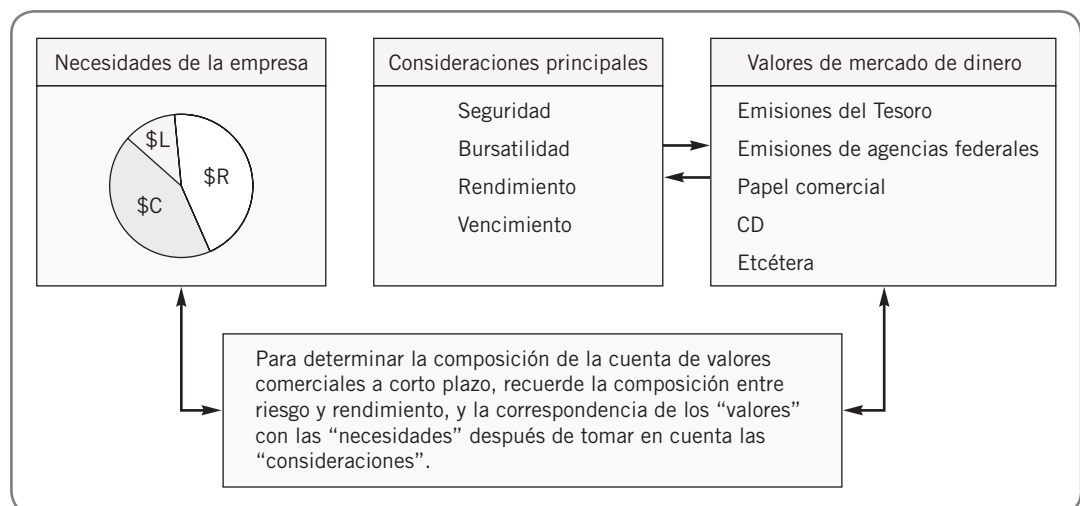 Necesidades de la empresa
$L
$R
$C
Consideraciones principales
Seguridad
Bursatilidad
Rendimiento
Vencimiento
Valores de mercado de dinero
Emisiones del Tesoro
Emisiones de agencias federales
Papel comercial
CD
Etcétera
Para determinar la composición de la cuenta de valores
comerciales a corto plazo, recuerde la composición entre
riesgo y rendimiento, y la correspondencia de los “valores”
con las “necesidades” después de tomar en cuenta las
“consideraciones”.